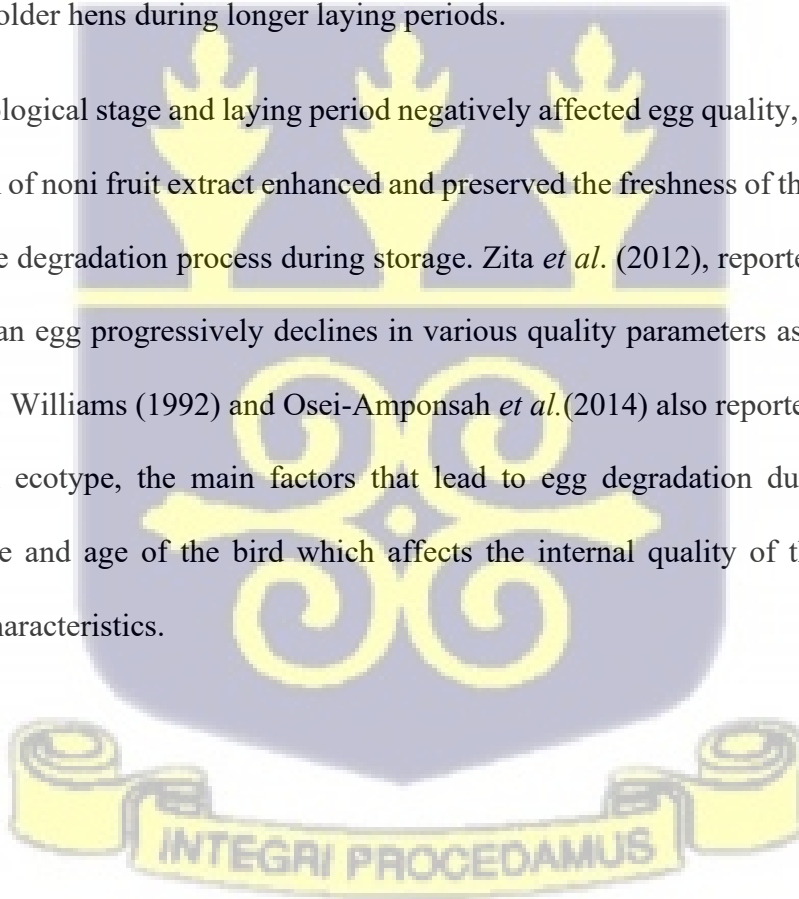 older hens during longer laying periods.
ological stage and laying period negatively affected egg quality,
of noni fruit extract enhanced and preserved the freshness of th
e degradation process during storage. Zita et al. (2012), reporte
an egg progressively declines in various quality parameters as
Williams (1992) and Osei-Amponsah et al.(2014) also reporte
ecotype, the main factors that lead to egg degradation du
e and age of the bird which affects the internal quality of t
haracteristics.
INTEGRI PROCEDAMUS